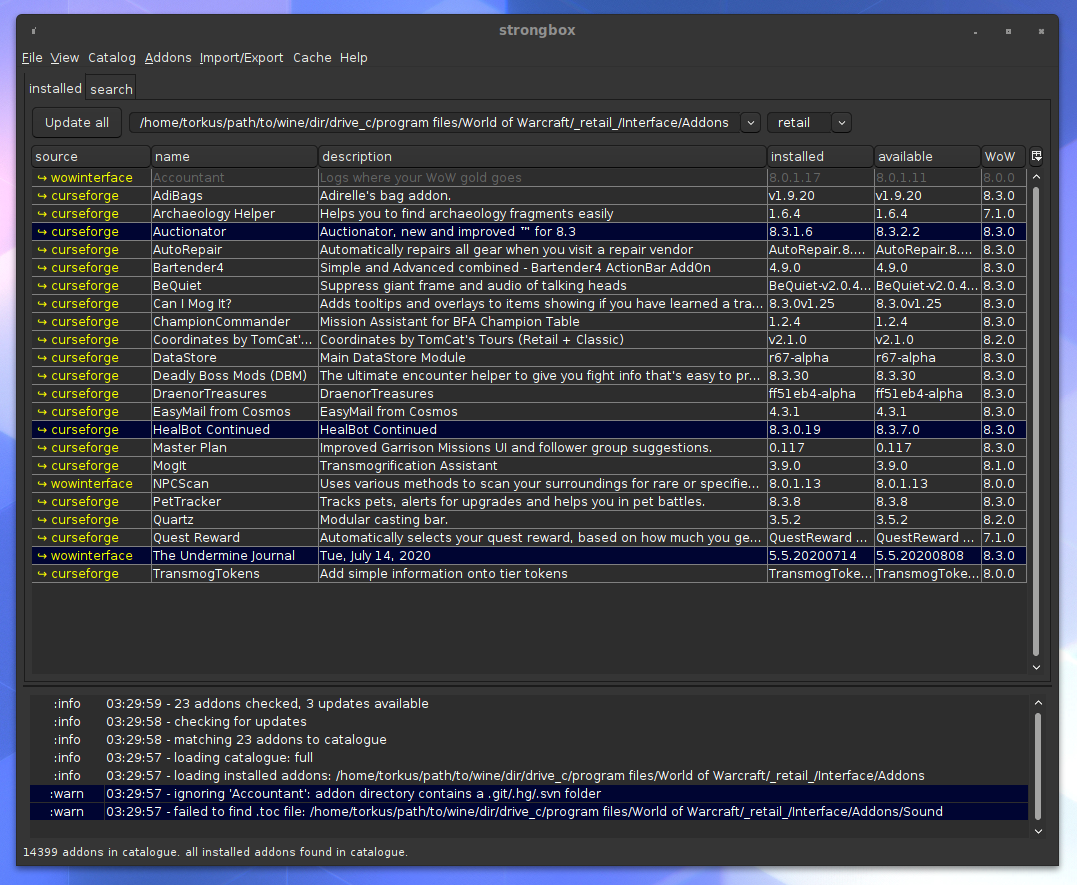 strongbox
File View Catalog Addons Import/Export Cache Help
installed search
Update all /home/torkus/path/to/wine/dir/drive_c/program files/World of Warcraft/_retail_/Interface/Addons retail
source name description installed available WoW
↪ wowinterface Accountant Logs where your WoW gold goes 8.0.1.17 8.0.1.11 8.0.0
↪ curseforge AdiBags Adirelle's bag addon. v1.9.20 v1.9.20 8.3.0
↪ curseforge Archaeology Helper Helps you to find archaeology fragments easily 1.6.4 1.6.4 7.1.0
↪ curseforge Auctionator Auctionator, new and improved ™ for 8.3 8.3.1.6 8.3.2.2 8.3.0
↪ curseforge AutoRepair Automatically repairs all gear when you visit a repair vendor AutoRepair.8.... AutoRepair.8.... 8.3.0
↪ curseforge Bartender4 Simple and Advanced combined - Bartender4 ActionBar AddOn 4.9.0 4.9.0 8.3.0
↪ curseforge BeQuiet Suppress giant frame and audio of talking heads BeQuiet-v2.0.4... BeQuiet-v2.0.4... 8.3.0
↪ curseforge Can I Mog It? Adds tooltips and overlays to items showing if you have learned a tra... 8.3.0v1.25 8.3.0v1.25 8.3.0
↪ curseforge ChampionCommander Mission Assistant for BFA Champion Table 1.2.4 1.2.4 8.3.0
↪ curseforge Coordinates by TomCat'... Coordinates by TomCat's Tours (Retail + Classic) v2.1.0 v2.1.0 8.2.0
↪ curseforge DataStore Main DataStore Module r67-alpha r67-alpha 8.3.0
↪ curseforge Deadly Boss Mods (DBM) The ultimate encounter helper to give you fight info that's easy to pr... 8.3.30 8.3.30 8.3.0
↪ curseforge DraenorTreasures DraenorTreasures ff51eb4-alpha ff51eb4-alpha 8.3.0
↪ curseforge EasyMail from Cosmos EasyMail from Cosmos 4.3.1 4.3.1 8.3.0
↪ curseforge HealBot Continued HealBot Continued 8.3.0.19 8.3.7.0 8.3.0
↪ curseforge Master Plan Improved Garrison Missions UI and follower group suggestions. 0.117 0.117 8.3.0
↪ curseforge MogIt Transmogrification Assistant 3.9.0 3.9.0 8.1.0
↪ wowinterface NPCScan Uses various methods to scan your surroundings for rare or specifie... 8.0.1.13 8.0.1.13 8.0.0
↪ curseforge PetTracker Tracks pets, alerts for upgrades and helps you in pet battles. 8.3.8 8.3.8 8.3.0
↪ curseforge Quartz Modular casting bar. 3.5.2 3.5.2 8.2.0
↪ curseforge Quest Reward Automatically selects your quest reward, based on how much you ge... QuestReward ... QuestReward ... 7.1.0
↪ wowinterface The Undermine Journal Tue, July 14, 2020 5.5.20200714 5.5.20200808 8.3.0
↪ curseforge TransmogTokens Add simple information onto tier tokens TransmogToke... TransmogToke... 8.0.0
:info 03:29:59 - 23 addons checked, 3 updates available
:info 03:29:58 - checking for updates
:info 03:29:58 - matching 23 addons to catalogue
:info 03:29:57 - loading catalogue: full
:info 03:29:57 - loading installed addons: /home/torkus/path/to/wine/dir/drive_c/program files/World of Warcraft/_retail_/Interface/Addons
:warn 03:29:57 - ignoring 'Accountant': addon directory contains a .git/.hg/.svn folder
:warn 03:29:57 - failed to find .toc file: /home/torkus/path/to/wine/dir/drive_c/program files/World of Warcraft/_retail_/Interface/Addons/Sound
14399 addons in catalogue. all installed addons found in catalogue.